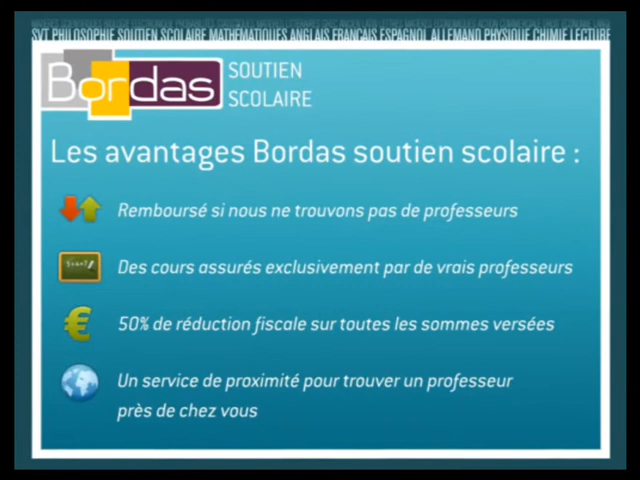 SVT PHILOSOPHIE SOUTIEN SCOLAIRE MATHÉMATIQUES ANGLAIS FRANÇAIS ESPAGNOL ALLEMAND PHYSIQUE CHIMIE LECTURE
Bordas
SOUTIEN
SCOLAIRE
Les avantages Bordas soutien scolaire :
Remboursé si nous ne trouvons pas de professeurs
Des cours assurés exclusivement par de vrais professeurs
50% de réduction fiscale sur toutes les sommes versées
Un service de proximité pour trouver un professeur
près de chez vous